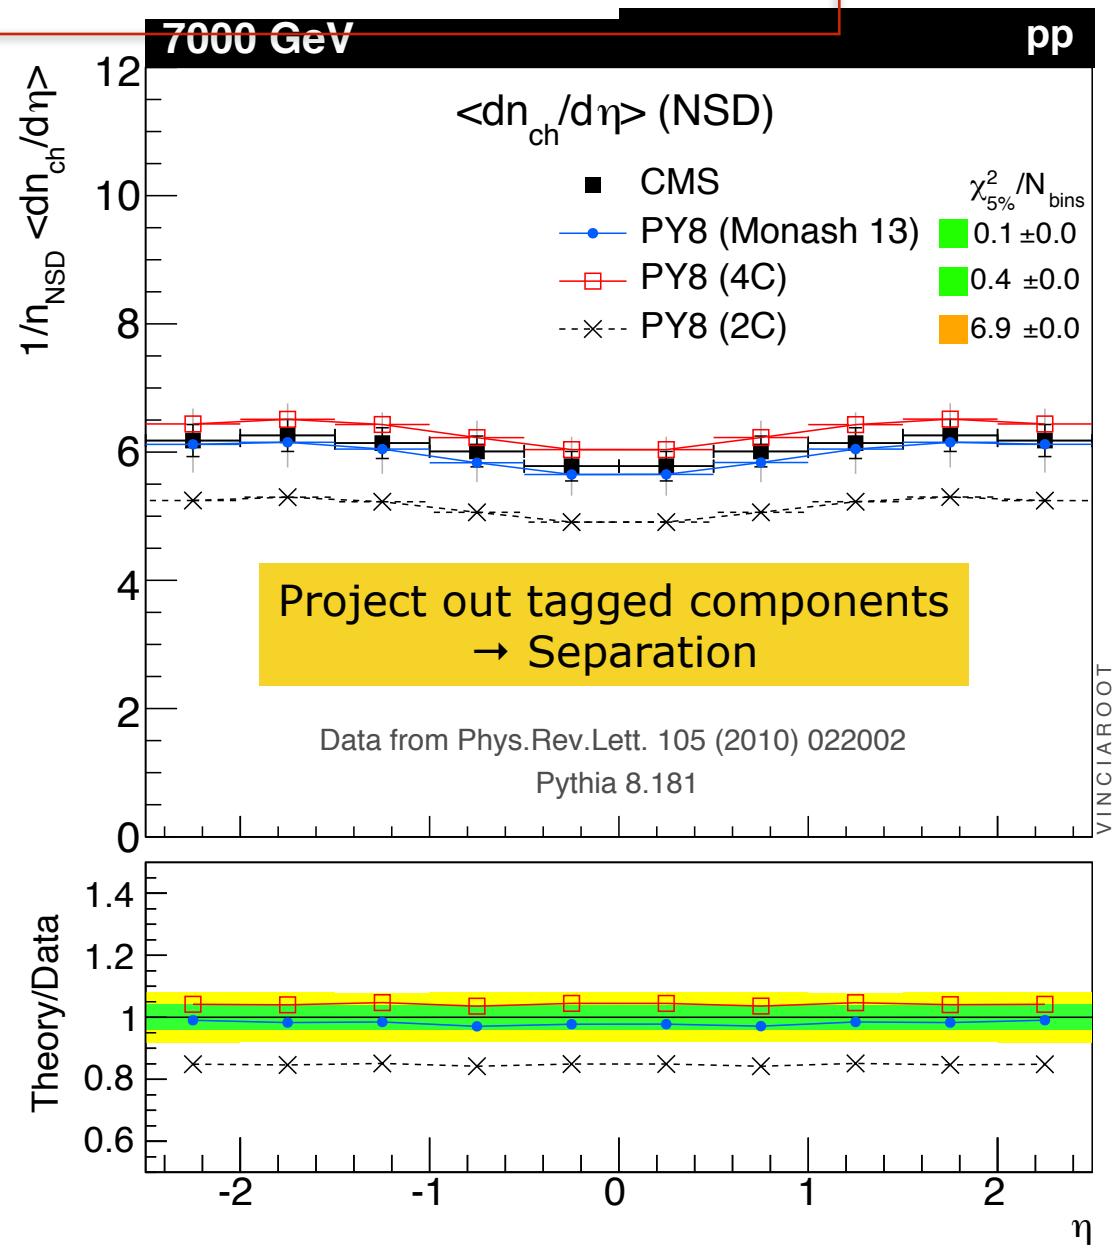 7000 GeV pp
<dn_ch/dη> (NSD)
1/n_NSD <dn_ch/dη>
12
10
8
6
4
2
0
χ²_5%/N_bins
CMS
PY8 (Monash 13) 0.1 ±0.0
PY8 (4C) 0.4 ±0.0
PY8 (2C) 6.9 ±0.0
Project out tagged components
→ Separation
Data from Phys.Rev.Lett. 105 (2010) 022002
Pythia 8.181
VINCIAROOT
Theory/Data
1.4
1.2
1
0.8
0.6
-2 -1 0 1 2
η